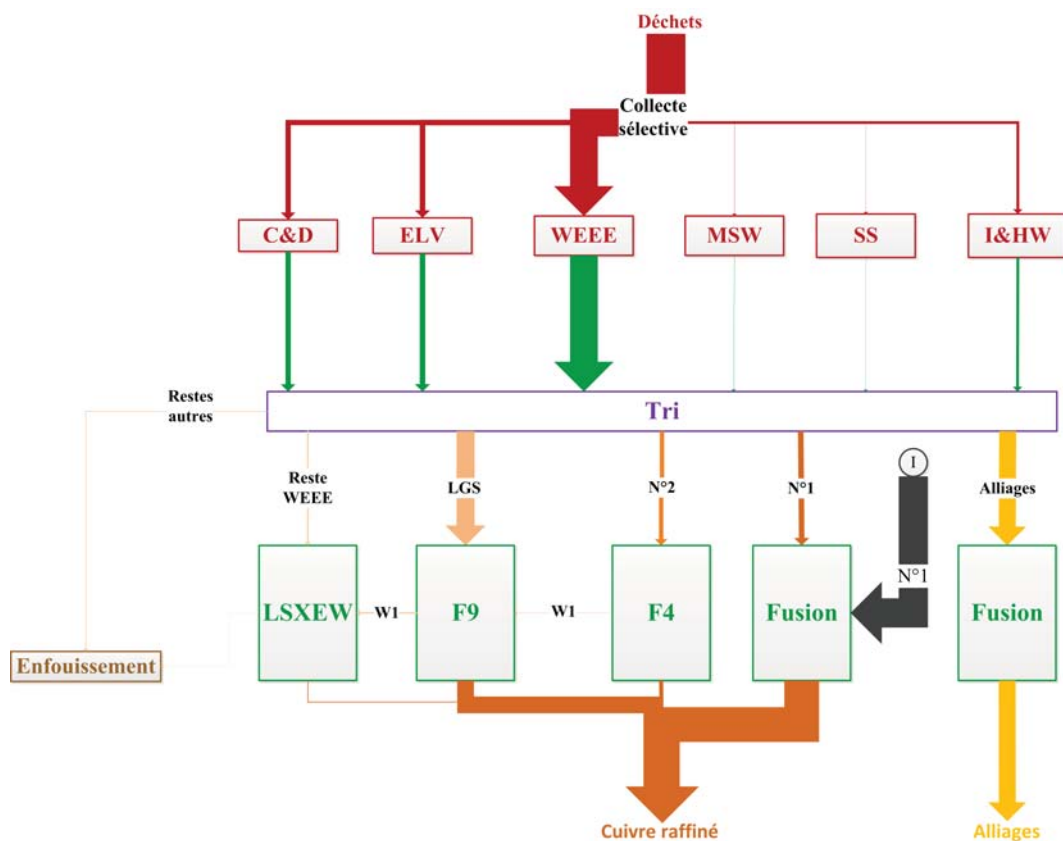 Déchets
Collecte
sélective
C&D
ELV
WEEE
MSW
SS
I&HW
Restes
autres
Tri
I
Reste
WEEE
LGS
N°2
N°1
Alliages
N°1
LSXEW
W1
F9
W1
F4
Fusion
Fusion
Enfouissement
Cuivre raffiné
Alliages